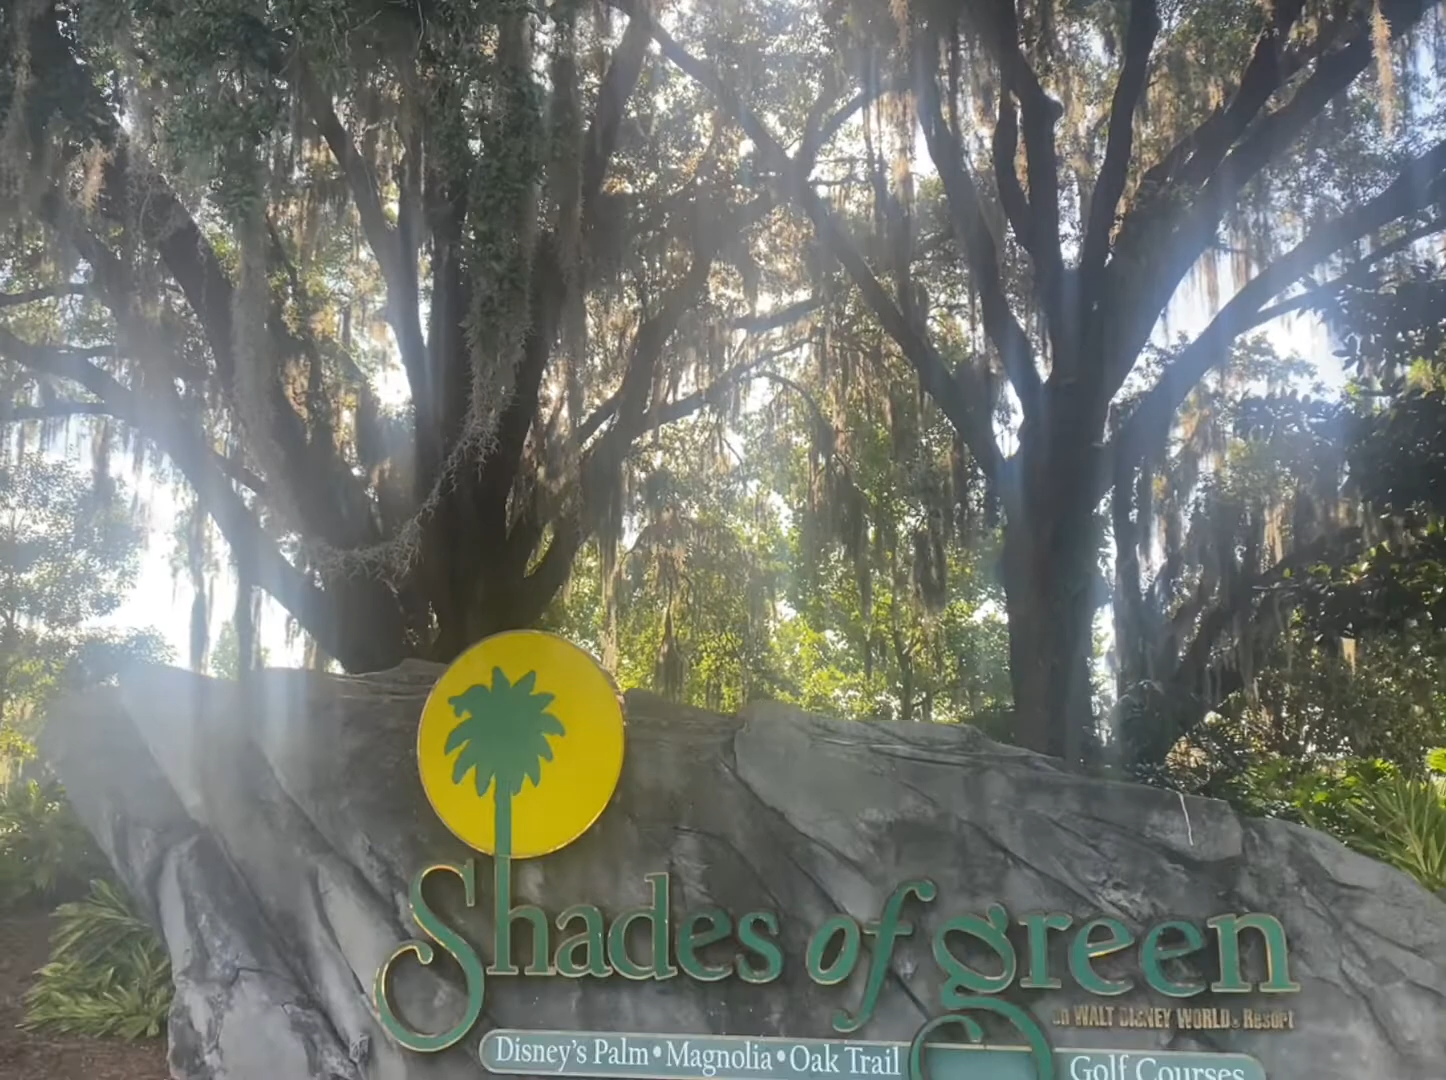 Shades of green
on WALT DISNEY WORLD® Resort
Disney's Palm • Magnolia • Oak Trail Golf Courses